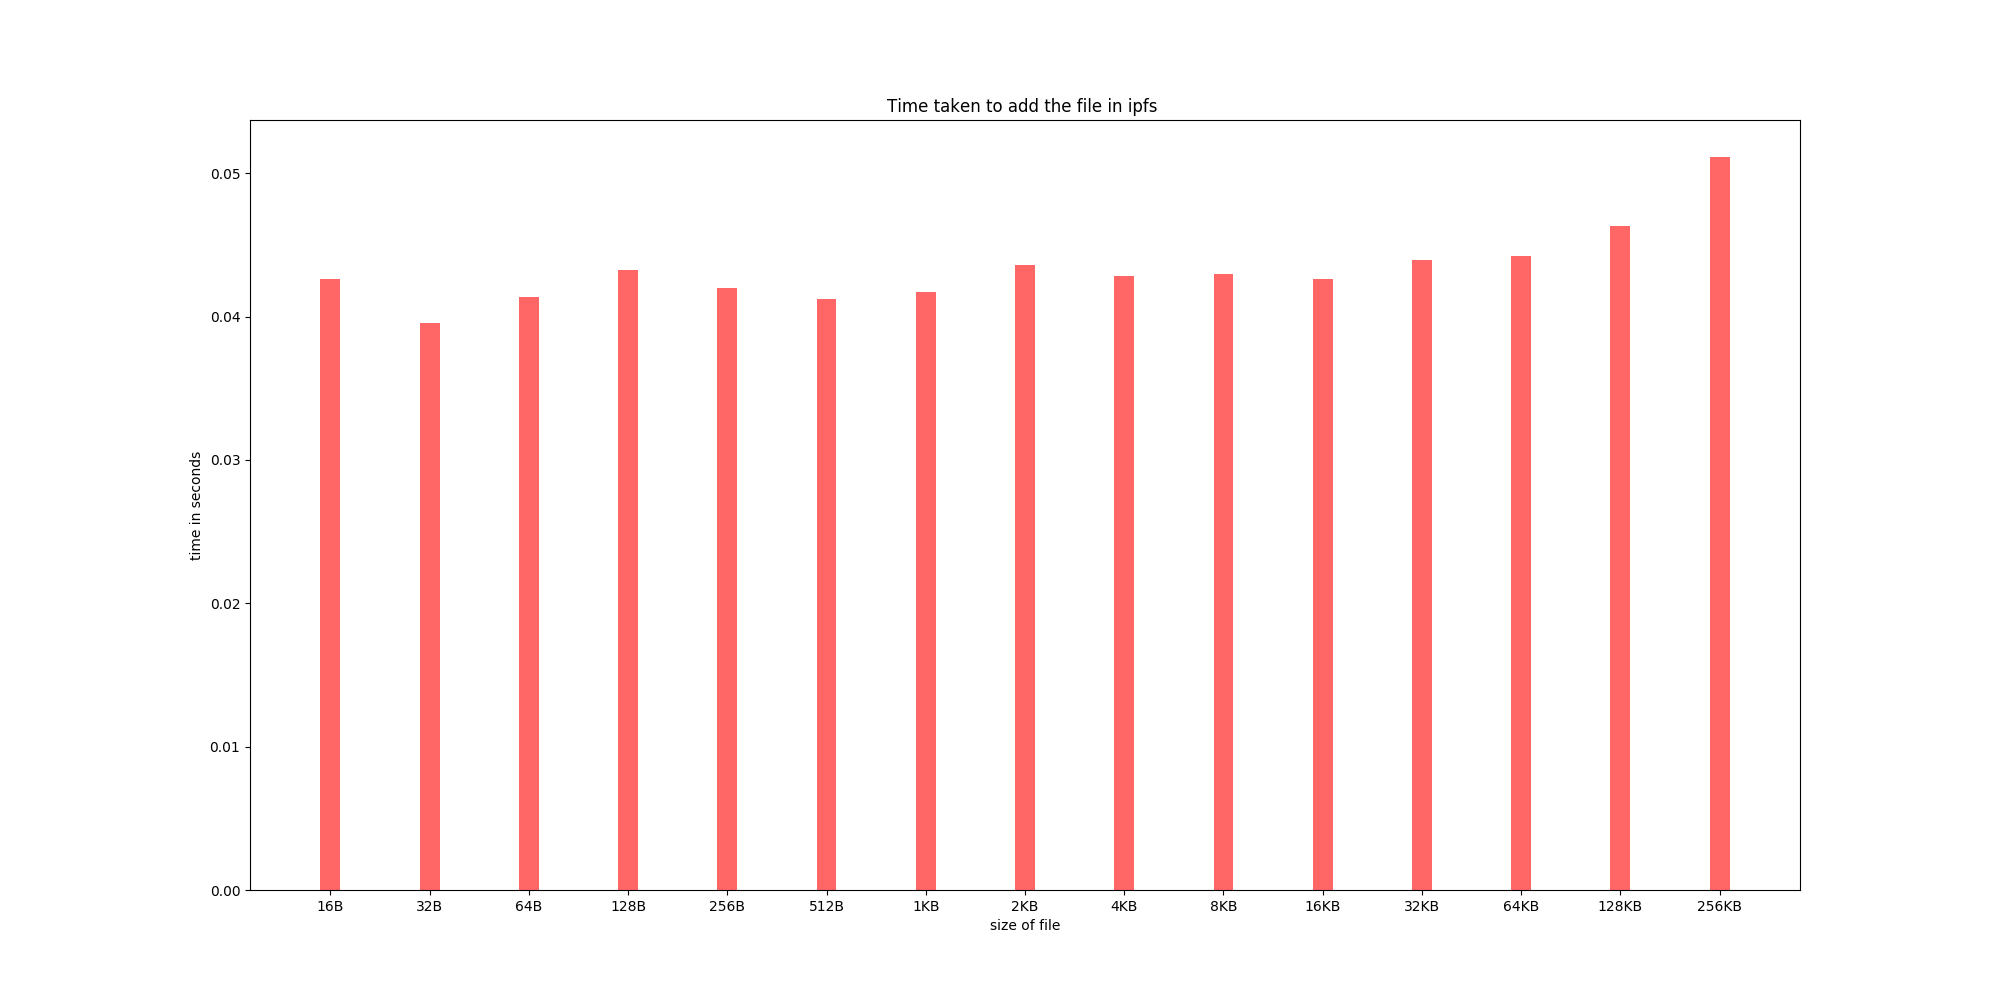 Time taken to add the file in ipfs
0.05
0.04
0.03
0.02
0.01
0.00
time in seconds
16B 32B 64B 128B 256B 512B 1KB 2KB 4KB 8KB 16KB 32KB 64KB 128KB 256KB
size of file